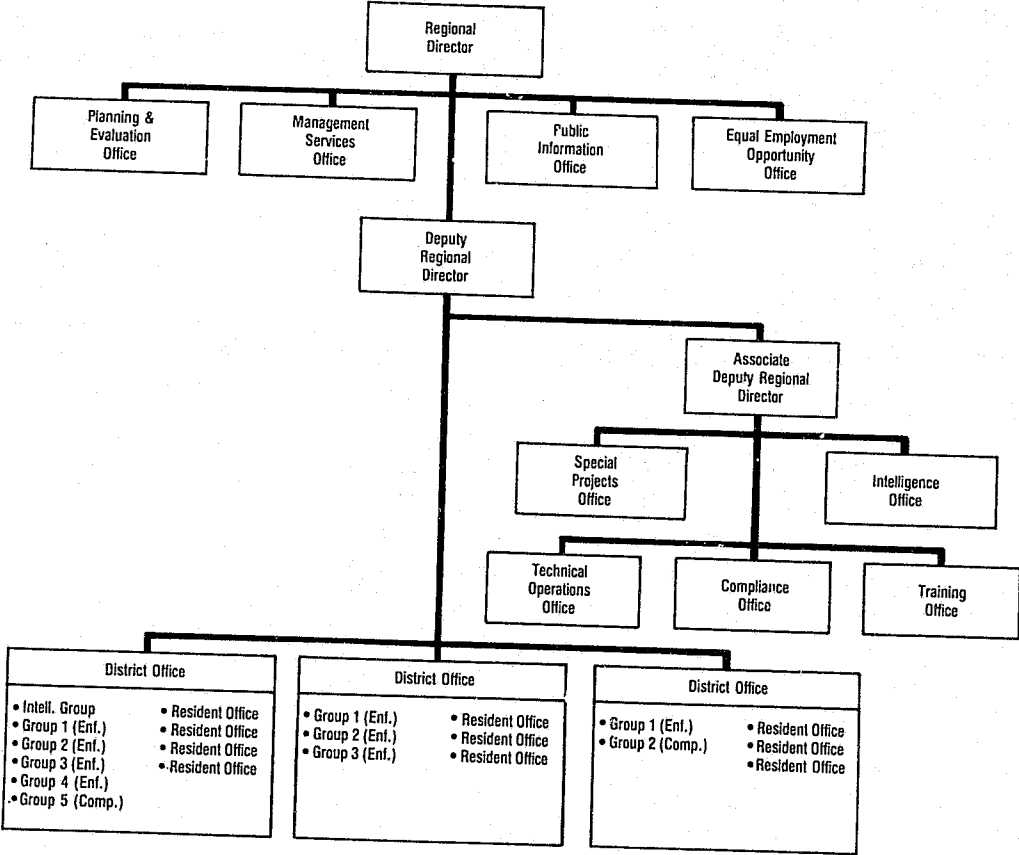 Regional
Director
Planning &
Evaluation
Office
Management
Services
Office
Public
Information
Office
Equal Employment
Opportunity
Office
Deputy
Regional
Director
Associate
Deputy Regional
Director
Special
Projects
Office
Intelligence
Office
Technical
Operations
Office
Compliance
Office
Training
Office
District Office
• Intell. Group
• Group 1 (Enf.)
• Group 2 (Enf.)
• Group 3 (Enf.)
• Group 4 (Enf.)
• Group 5 (Comp.)
• Resident Office
• Resident Office
• Resident Office
• Resident Office
District Office
• Group 1 (Enf.)
• Group 2 (Enf.)
• Group 3 (Enf.)
• Resident Office
• Resident Office
• Resident Office
District Office
• Group 1 (Enf.)
• Group 2 (Comp.)
• Resident Office
• Resident Office
• Resident Office